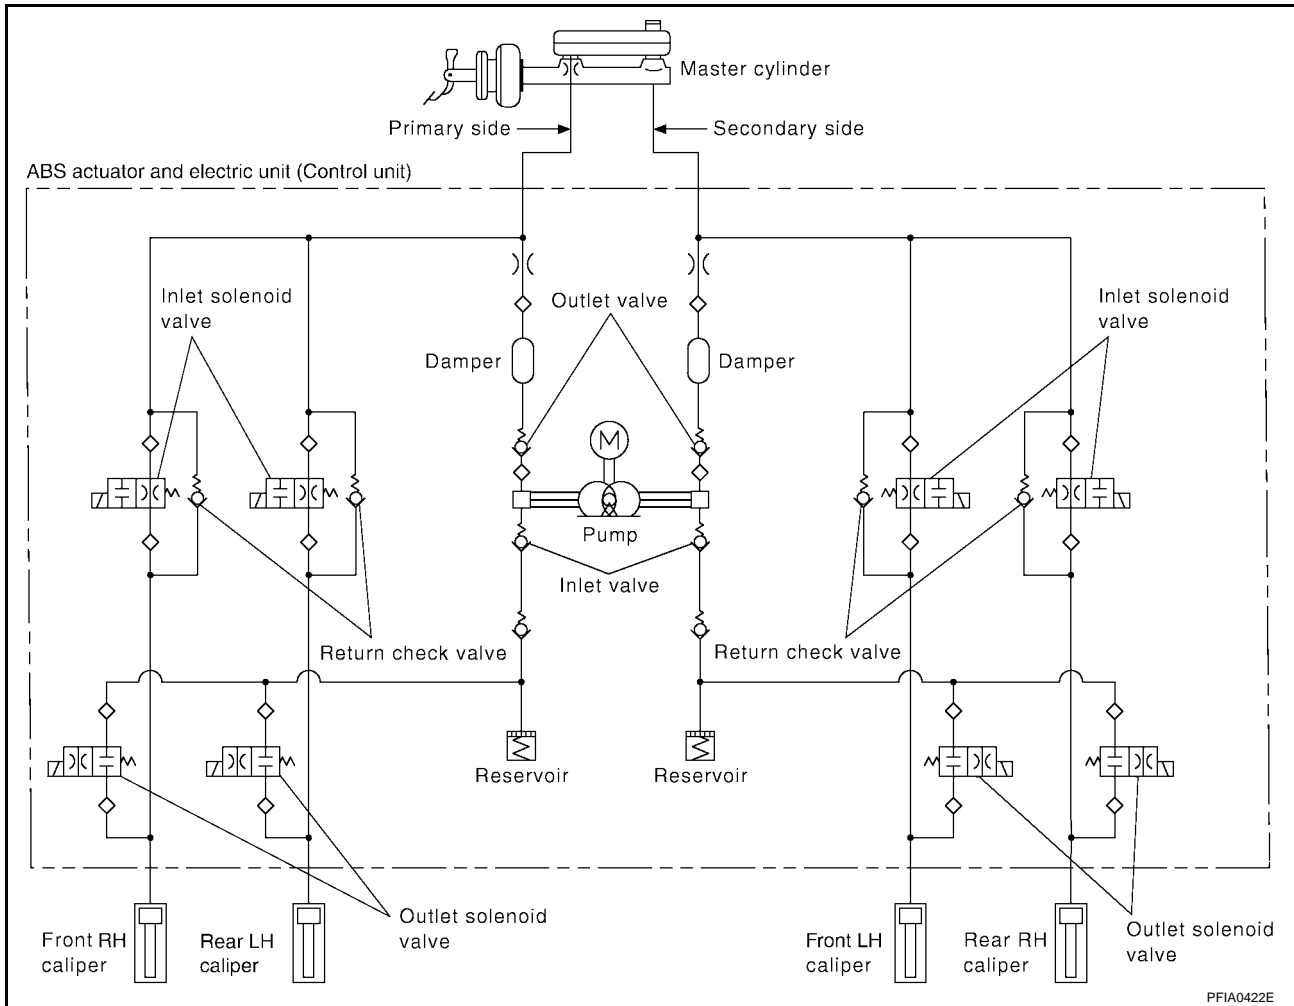 Master cylinder
Primary side
Secondary side
ABS actuator and electric unit (Control unit)
Inlet solenoid
valve
Outlet valve
Inlet solenoid
valve
Damper
Damper
M
Pump
Inlet valve
Return check valve
Return check valve
Reservoir
Reservoir
Front RH
caliper
Rear LH
caliper
Outlet solenoid
valve
Front LH
caliper
Rear RH
caliper
Outlet solenoid
valve
PFIA0422E